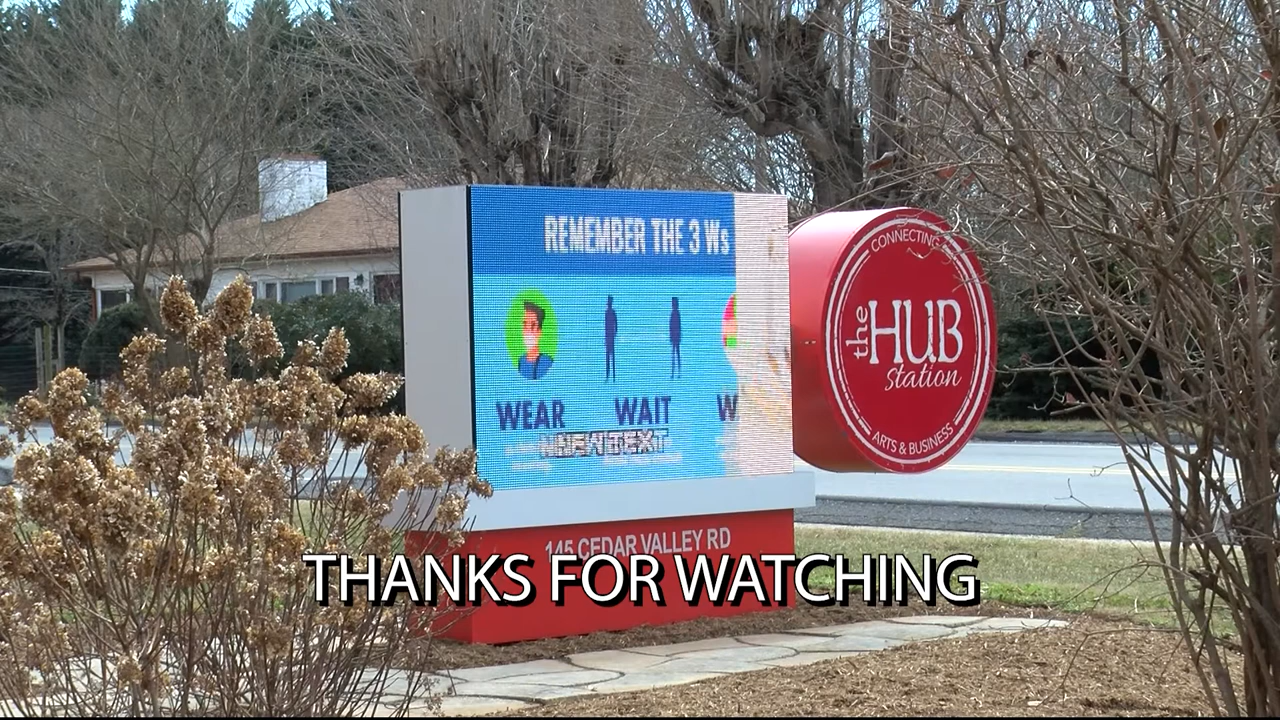 REMEMBER THE 3 Ws
WEAR WAIT W
CONNECTING
the HUB
station
ARTS & BUSINESS
145 CEDAR VALLEY RD
THANKS FOR WATCHING